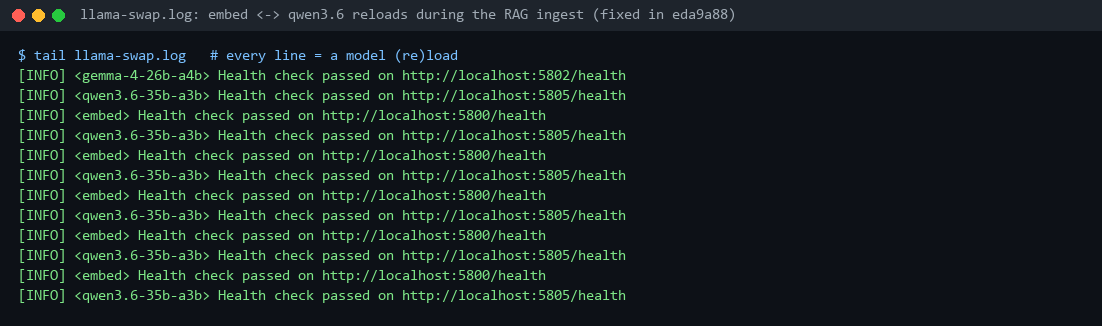 llama-swap.log: embed <-> qwen3.6 reloads during the RAG ingest (fixed in eda9a88)
$ tail llama-swap.log   # every line = a model (re)load
[INFO] <gemma-4-26b-a4b> Health check passed on http://localhost:5802/health
[INFO] <qwen3.6-35b-a3b> Health check passed on http://localhost:5805/health
[INFO] <embed> Health check passed on http://localhost:5800/health
[INFO] <qwen3.6-35b-a3b> Health check passed on http://localhost:5805/health
[INFO] <embed> Health check passed on http://localhost:5800/health
[INFO] <qwen3.6-35b-a3b> Health check passed on http://localhost:5805/health
[INFO] <embed> Health check passed on http://localhost:5800/health
[INFO] <qwen3.6-35b-a3b> Health check passed on http://localhost:5805/health
[INFO] <embed> Health check passed on http://localhost:5800/health
[INFO] <qwen3.6-35b-a3b> Health check passed on http://localhost:5805/health
[INFO] <embed> Health check passed on http://localhost:5800/health
[INFO] <qwen3.6-35b-a3b> Health check passed on http://localhost:5805/health